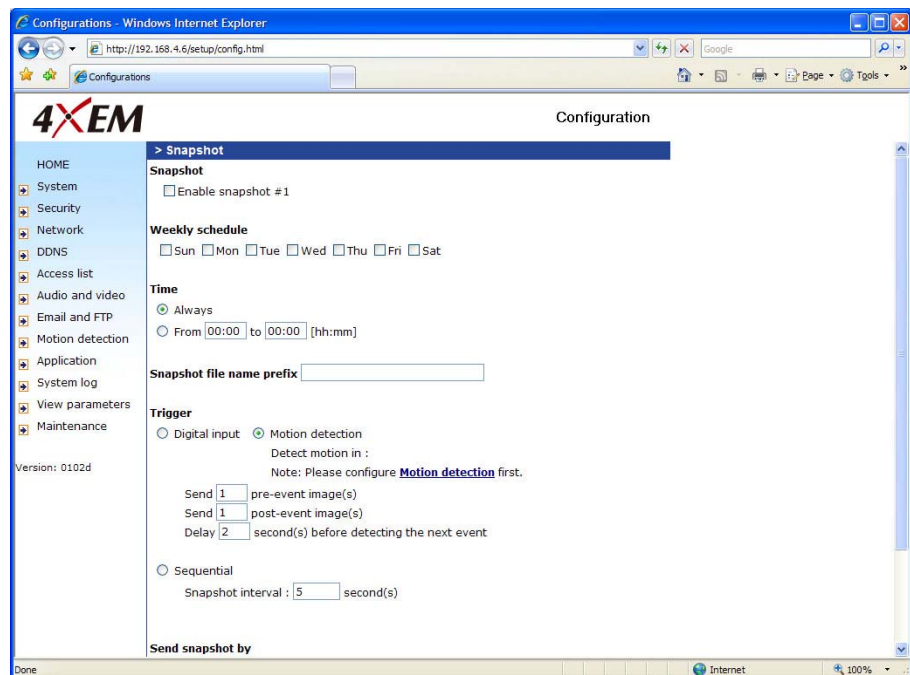 Configurations - Windows Internet Explorer
http://192.168.4.6/setup/config.html
Google
Configurations
Page
Tools
»
4XEM
Configuration
HOME
System
Security
Network
DDNS
Access list
Audio and video
Email and FTP
Motion detection
Application
System log
View parameters
Maintenance
Version: 0102d
> Snapshot
Snapshot
Enable snapshot #1
Weekly schedule
Sun Mon Tue Wed Thu Fri Sat
Time
Always
From 00:00 to 00:00 [hh:mm]
Snapshot file name prefix
Trigger
Digital input Motion detection
Detect motion in :
Note: Please configure Motion detection first.
Send 1 pre-event image(s)
Send 1 post-event image(s)
Delay 2 second(s) before detecting the next event
Sequential
Snapshot interval : 5 second(s)
Send snapshot by
Done
Internet
100%